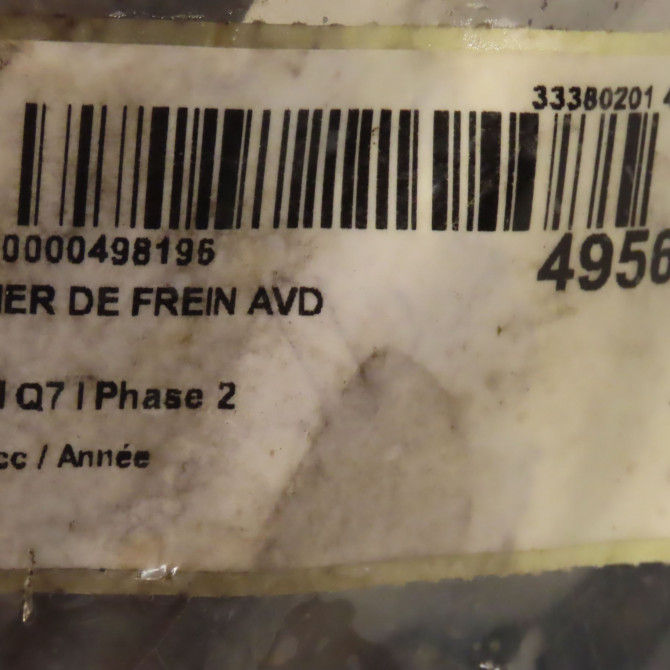 33380201 4
0000498196
4956
IER DE FREIN AVD
I Q7 I Phase 2
cc / Année